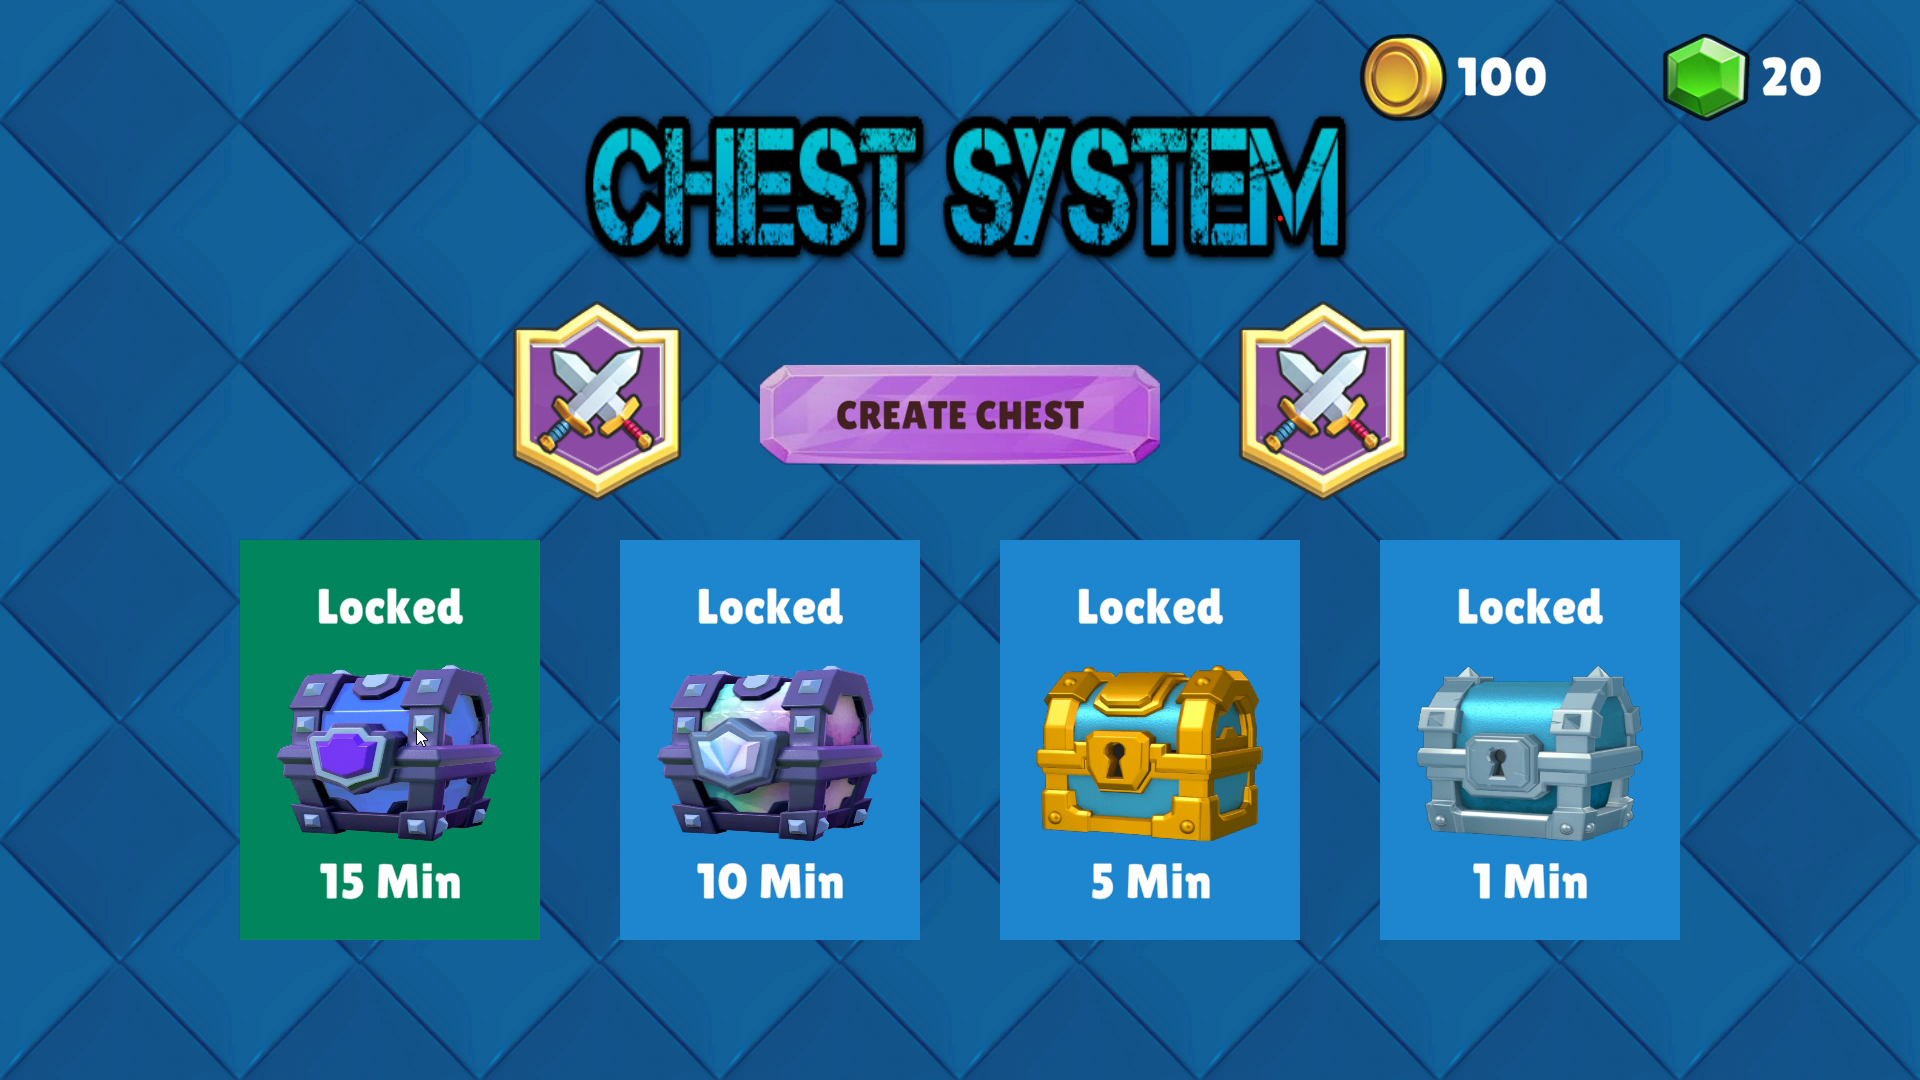 100
20
CHEST SYSTEM
CREATE CHEST
Locked
Locked
Locked
Locked
15 Min
10 Min
5 Min
1 Min